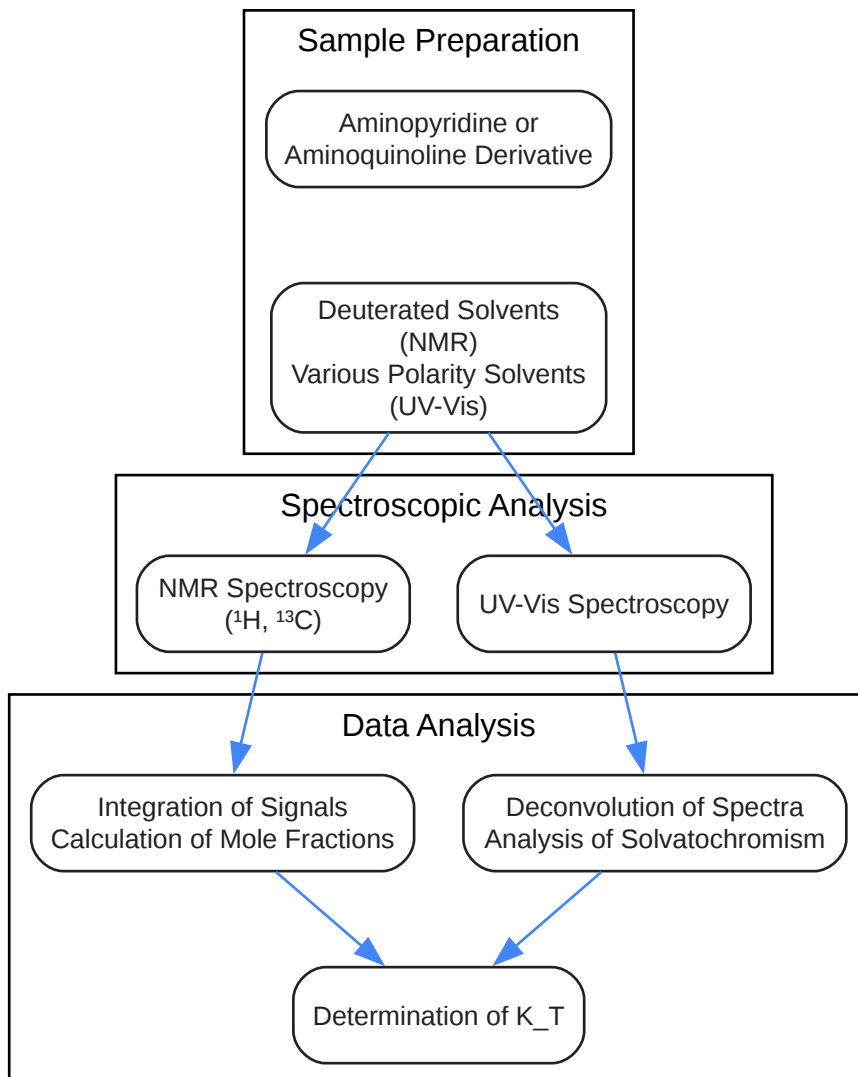 Sample Preparation
Aminopyridine or
Aminoquinoline Derivative
Deuterated Solvents
(NMR)
Various Polarity Solvents
(UV-Vis)
Spectroscopic Analysis
NMR Spectroscopy
(¹H, ¹³C)
UV-Vis Spectroscopy
Data Analysis
Integration of Signals
Calculation of Mole Fractions
Deconvolution of Spectra
Analysis of Solvatochromism
Determination of K_T